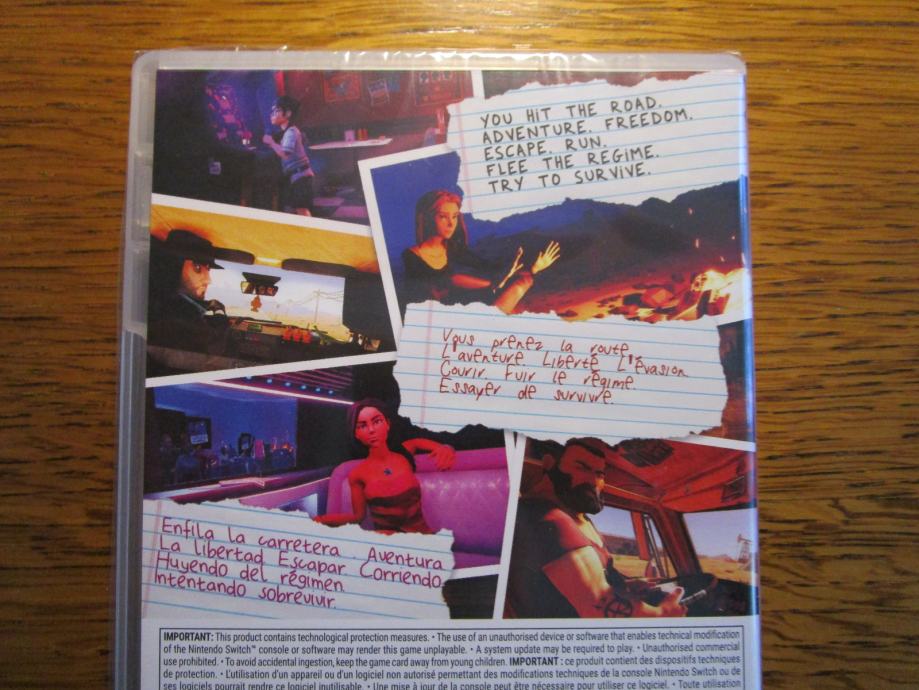 YOU HIT THE ROAD.
ADVENTURE. FREEDOM.
ESCAPE. RUN.
FLEE THE REGIME.
TRY TO SURVIVE.
Vous prenez la route
L'aventure Liberté L'évasion
Courir Fuir le régime
Essayer de survivre.
Enfila la carretera. Aventura
La libertad Escapar Corriendo
Huyendo del régimen
Intentando sobrevivir.
IMPORTANT: This product contains technological protection measures. • The use of an unauthorised device or software that enables technical modification
of the Nintendo Switch™ console or software may render this game unplayable. • A system update may be required to play. • Unauthorised commercial
use prohibited. • To avoid accidental ingestion, keep the game card away from young children. IMPORTANT : ce produit contient des dispositifs techniques
de protection. • L'utilisation d'un appareil ou d'un logiciel non autorisé permettant des modifications techniques de la console Nintendo Switch ou de
ses logiciels pourrait rendre ce logiciel inutilisable. • Une mise à jour de la console peut être nécessaire pour utiliser ce logiciel. • Toute utilisation